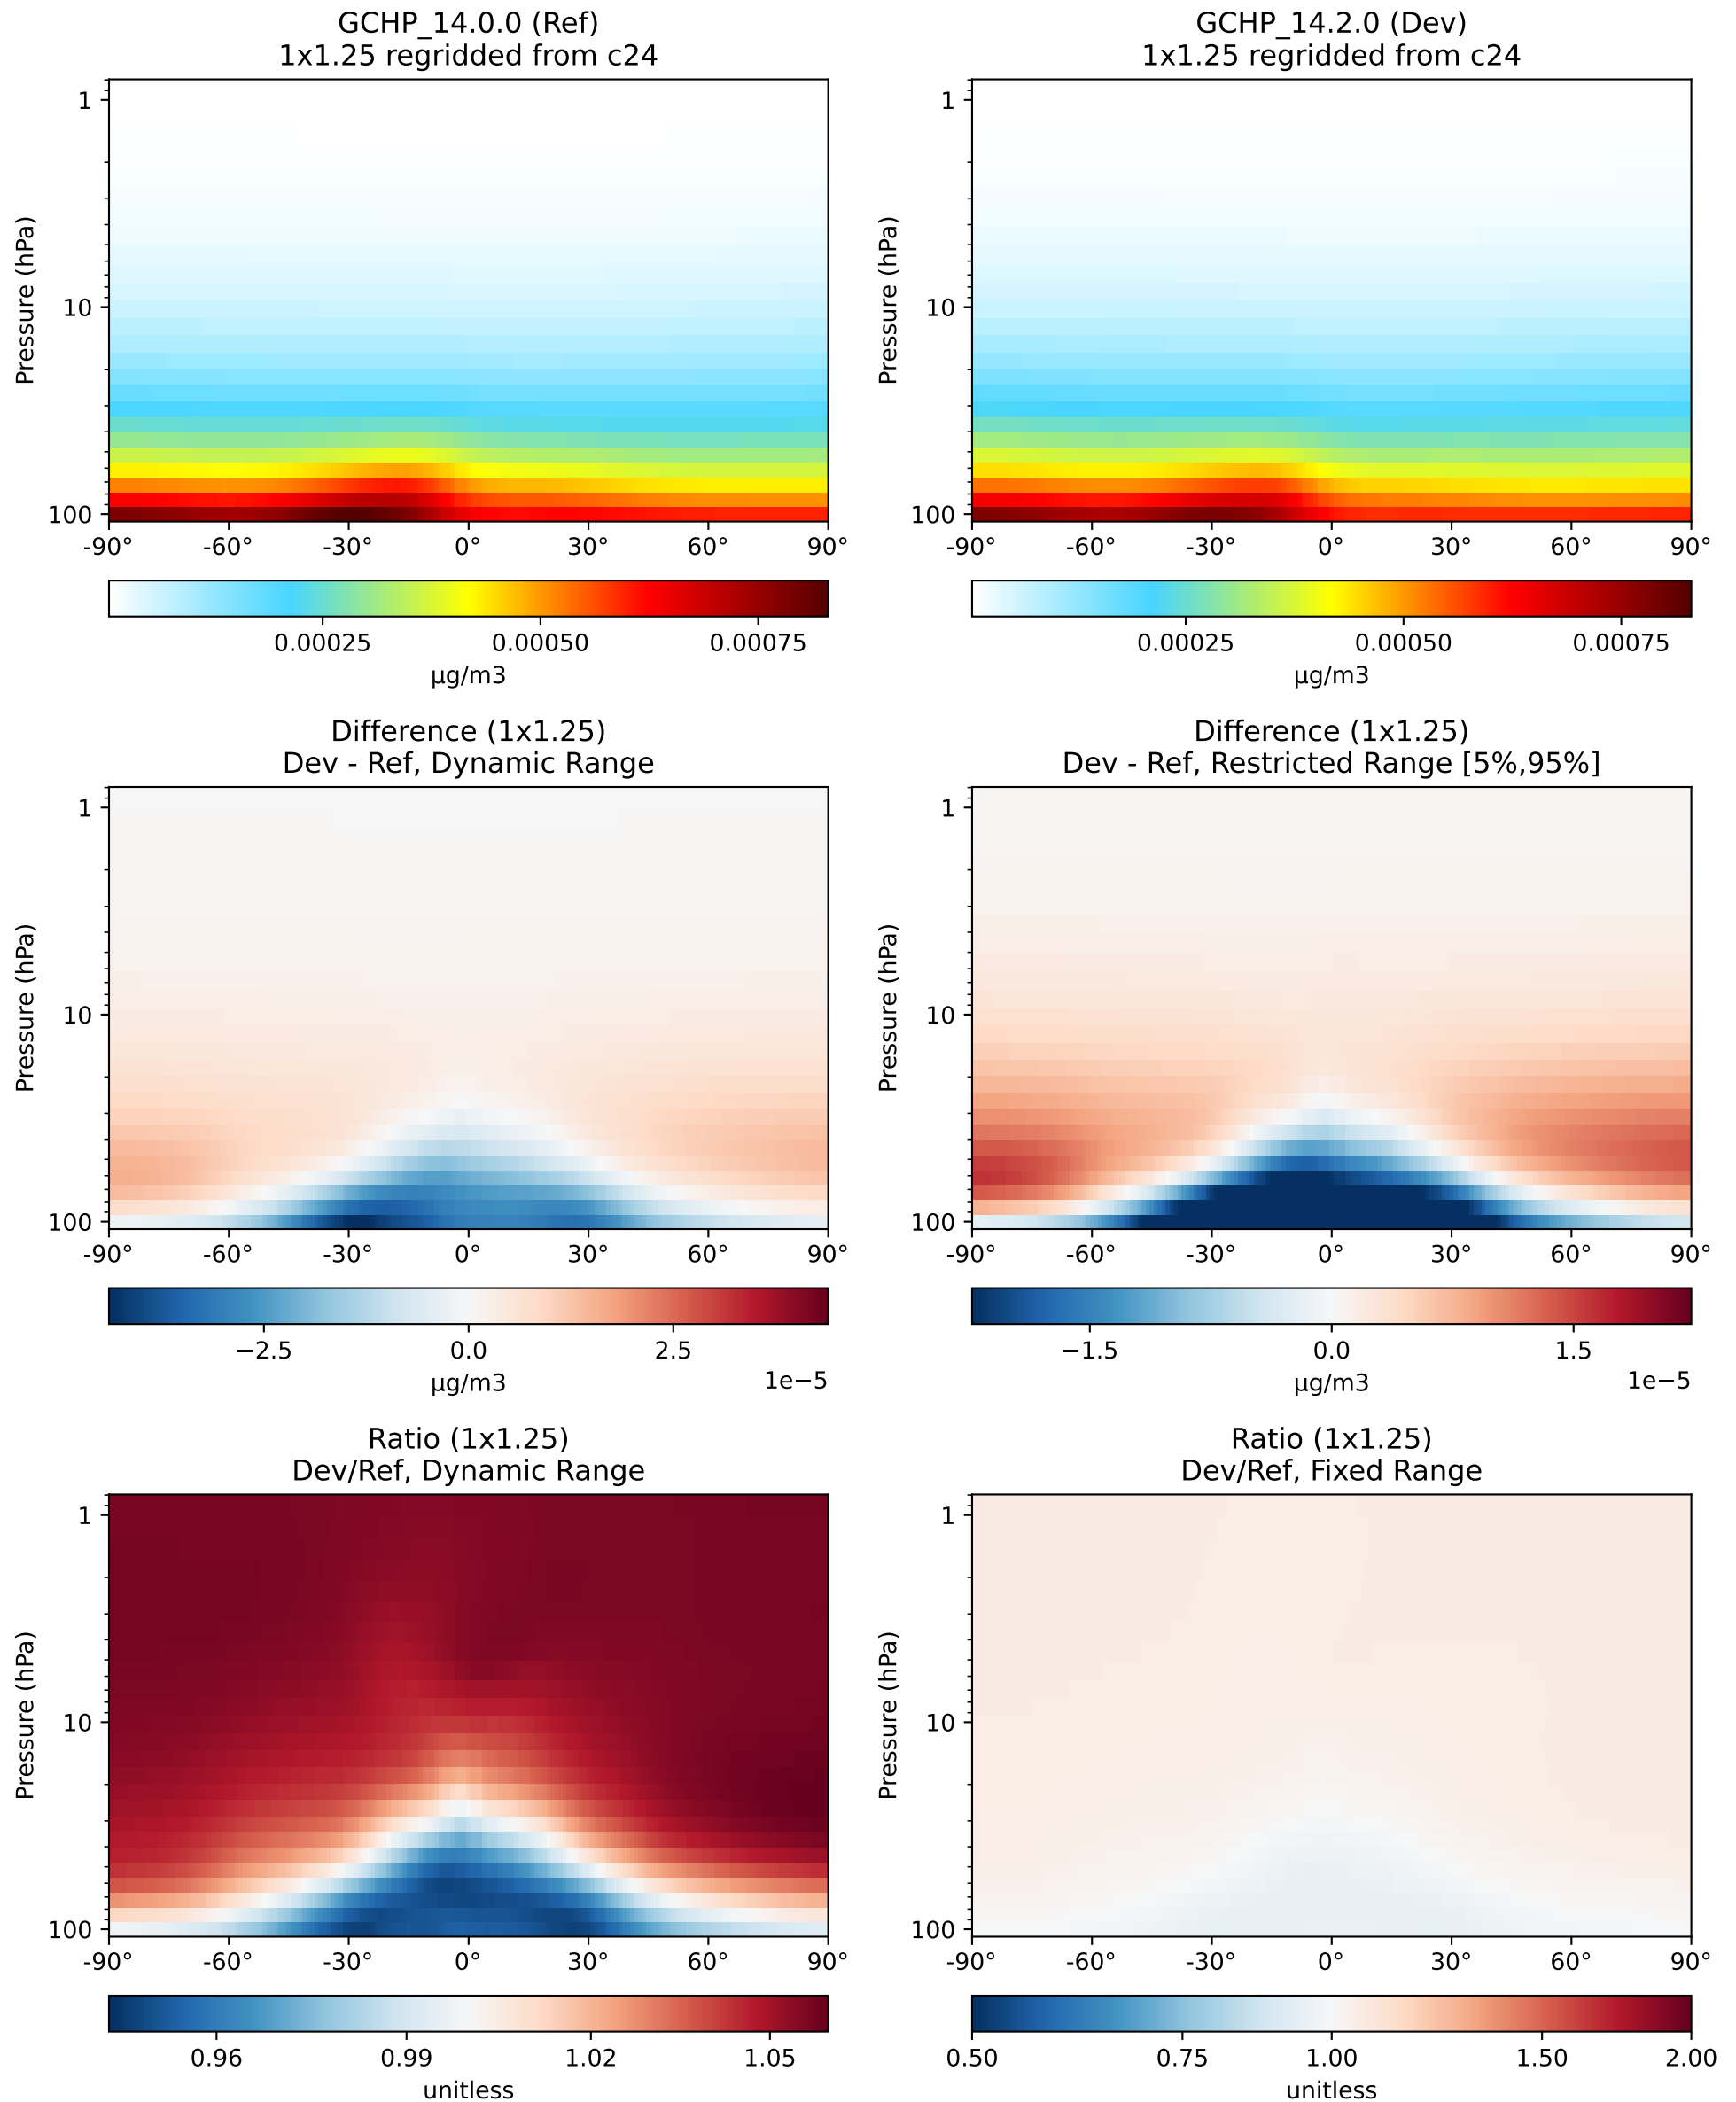 GCHP_14.0.0 (Ref)
1x1.25 regridded from c24
GCHP_14.2.0 (Dev)
1x1.25 regridded from c24
Pressure (hPa)
1
10
100
-90° -60° -30° 0° 30° 60° 90°
0.00025 0.00050 0.00075
µg/m3
Pressure (hPa)
1
10
100
-90° -60° -30° 0° 30° 60° 90°
0.00025 0.00050 0.00075
µg/m3
Difference (1x1.25)
Dev - Ref, Dynamic Range
Difference (1x1.25)
Dev - Ref, Restricted Range [5%,95%]
Pressure (hPa)
1
10
100
-90° -60° -30° 0° 30° 60° 90°
−2.5 0.0 2.5
µg/m3
1e−5
Pressure (hPa)
1
10
100
-90° -60° -30° 0° 30° 60° 90°
−1.5 0.0 1.5
µg/m3
1e−5
Ratio (1x1.25)
Dev/Ref, Dynamic Range
Ratio (1x1.25)
Dev/Ref, Fixed Range
Pressure (hPa)
1
10
100
-90° -60° -30° 0° 30° 60° 90°
0.96 0.99 1.02 1.05
unitless
Pressure (hPa)
1
10
100
-90° -60° -30° 0° 30° 60° 90°
0.50 0.75 1.00 1.50 2.00
unitless